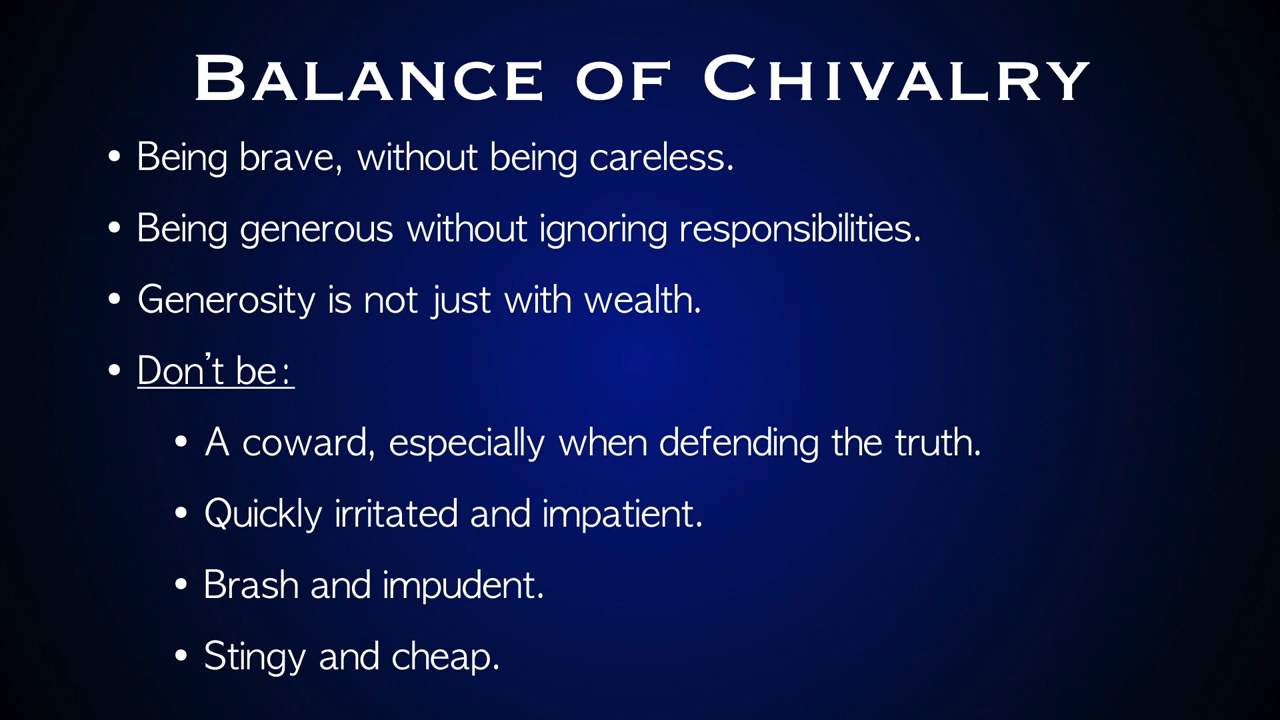 Balance of Chivalry
• Being brave, without being careless.
• Being generous without ignoring responsibilities.
• Generosity is not just with wealth.
• Don't be:
• A coward, especially when defending the truth.
• Quickly irritated and impatient.
• Brash and impudent.
• Stingy and cheap.